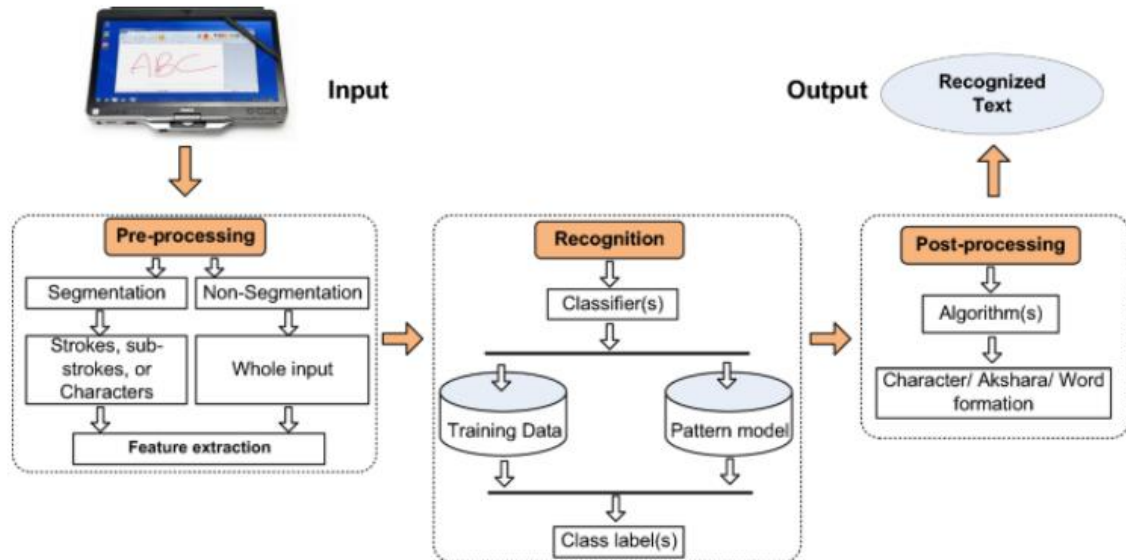 ABC
Input
Output
Recognized
Text
Pre-processing
Segmentation
Non-Segmentation
Strokes, sub-
strokes, or
Characters
Whole input
Feature extraction
Recognition
Classifier(s)
Training Data
Pattern model
Class label(s)
Post-processing
Algorithm(s)
Character/ Akshara/ Word
formation